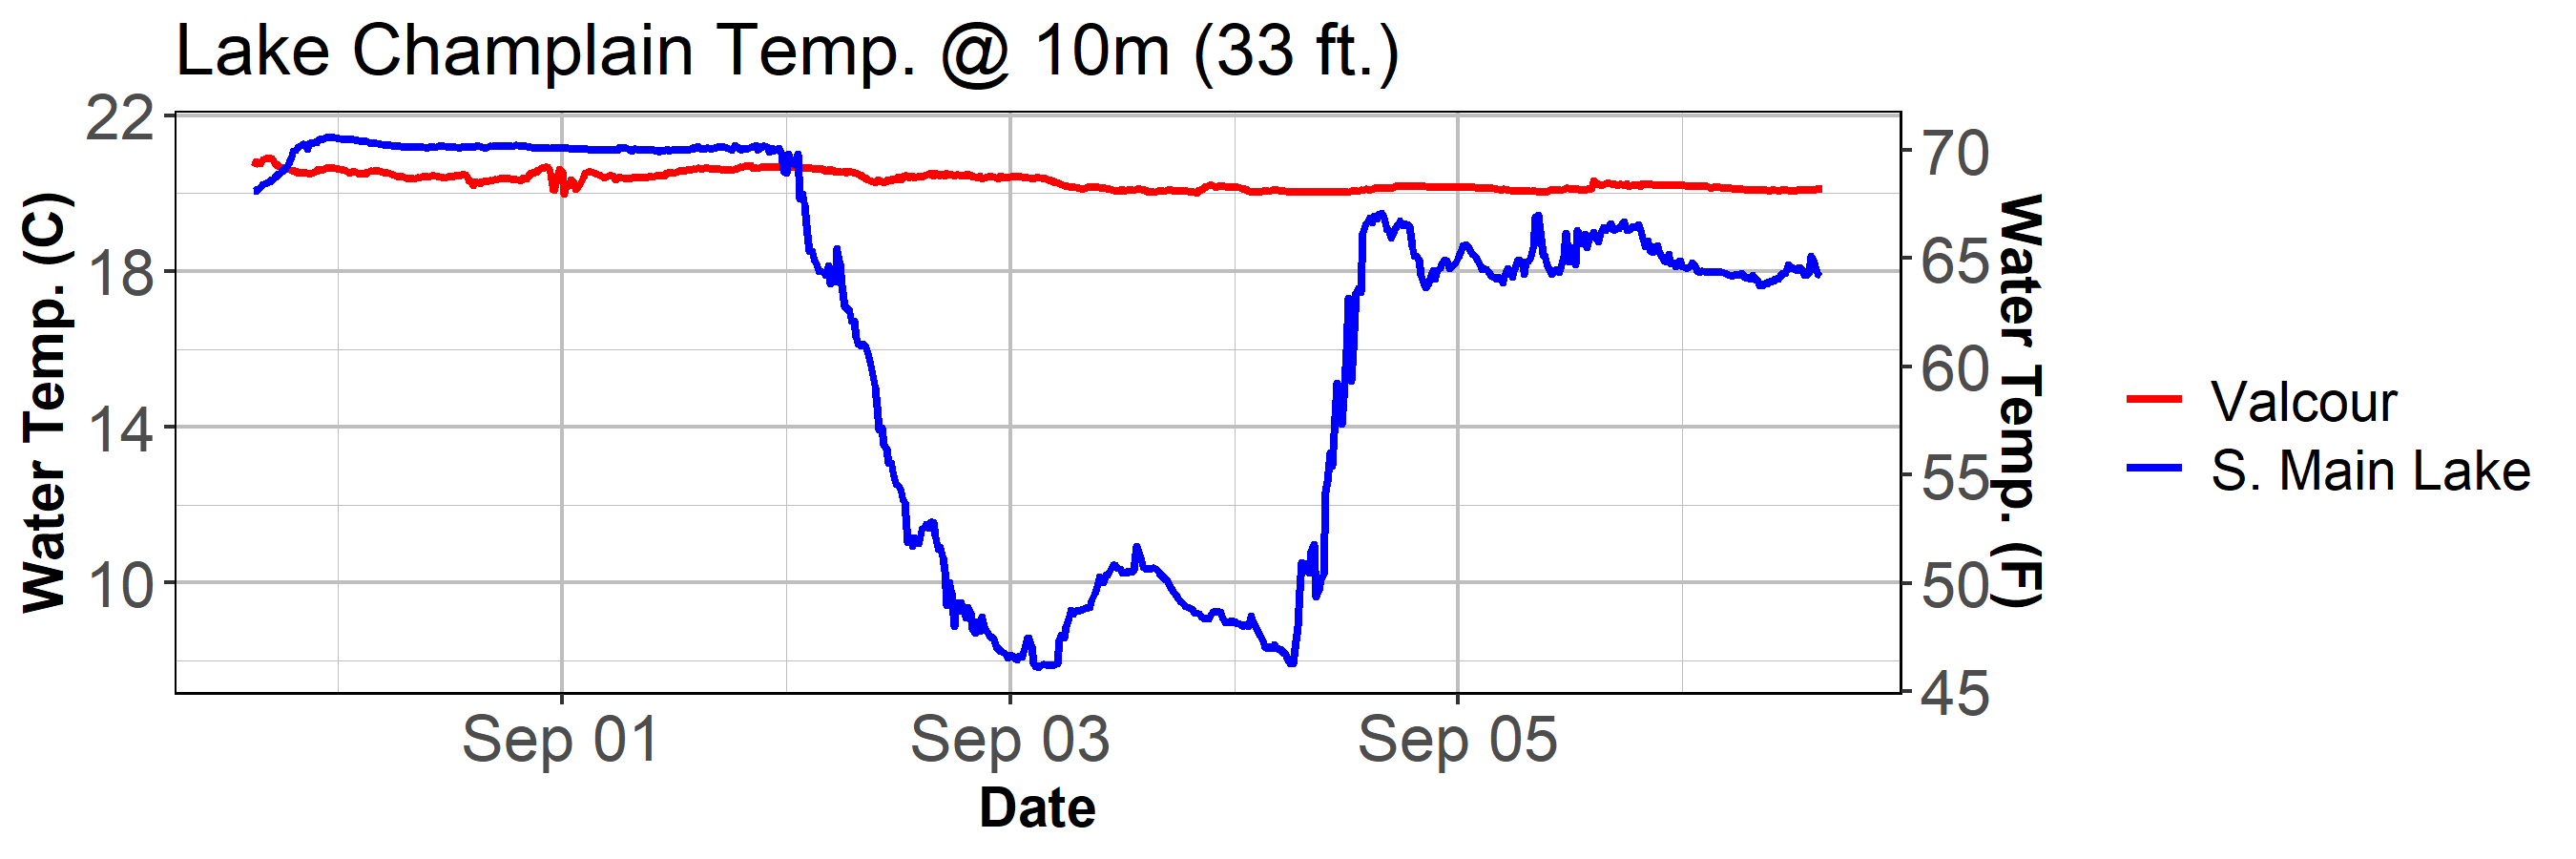 Lake Champlain Temp. @ 10m (33 ft.)
Water Temp. (C)
22
18
14
10
70
65
60
55
50
45
Water Temp. (F)
Sep 01
Sep 03
Sep 05
Date
Valcour
S. Main Lake